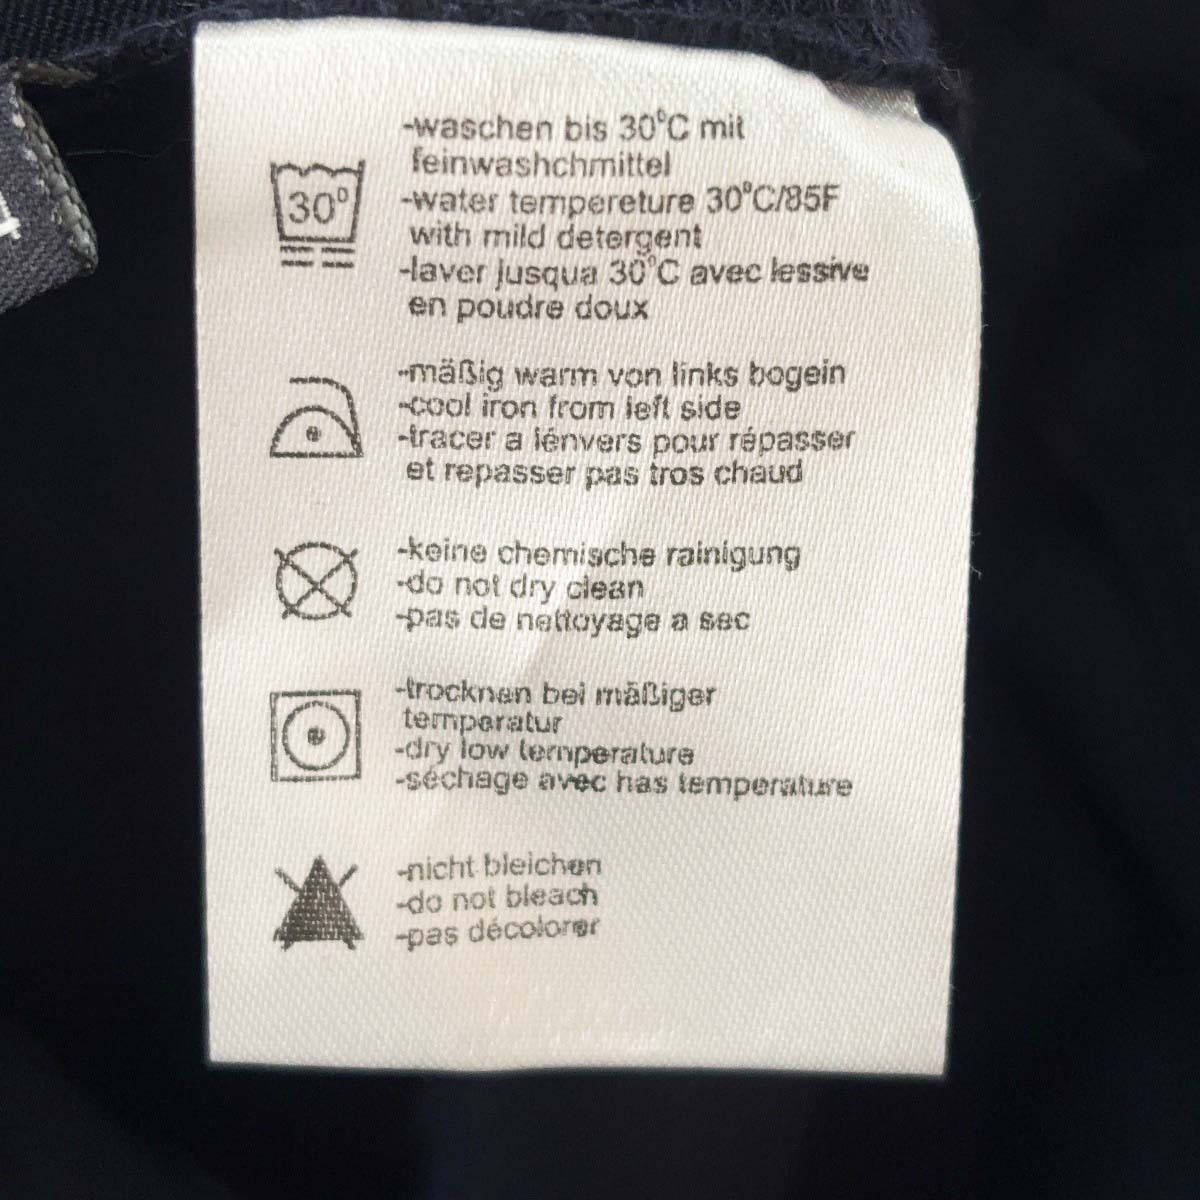 -waschen bis 30°C mit
feinwashchmittel
30°
-water tempereture 30°C/85F
with mild detergent
-laver jusqua 30°C avec lessive
en poudre doux
-mäßig warm von links bogein
-cool iron from left side
-tracer a lénvers pour répasser
et repasser pas tros chaud
-keine chemische rainigung
-do not dry clean
-pas de nettoyage a sec
-trocknen bei mäßiger
temperatur
-dry low temperature
-séchage avec has temperature
-nicht bleichen
-do not bleach
-pas décolorer